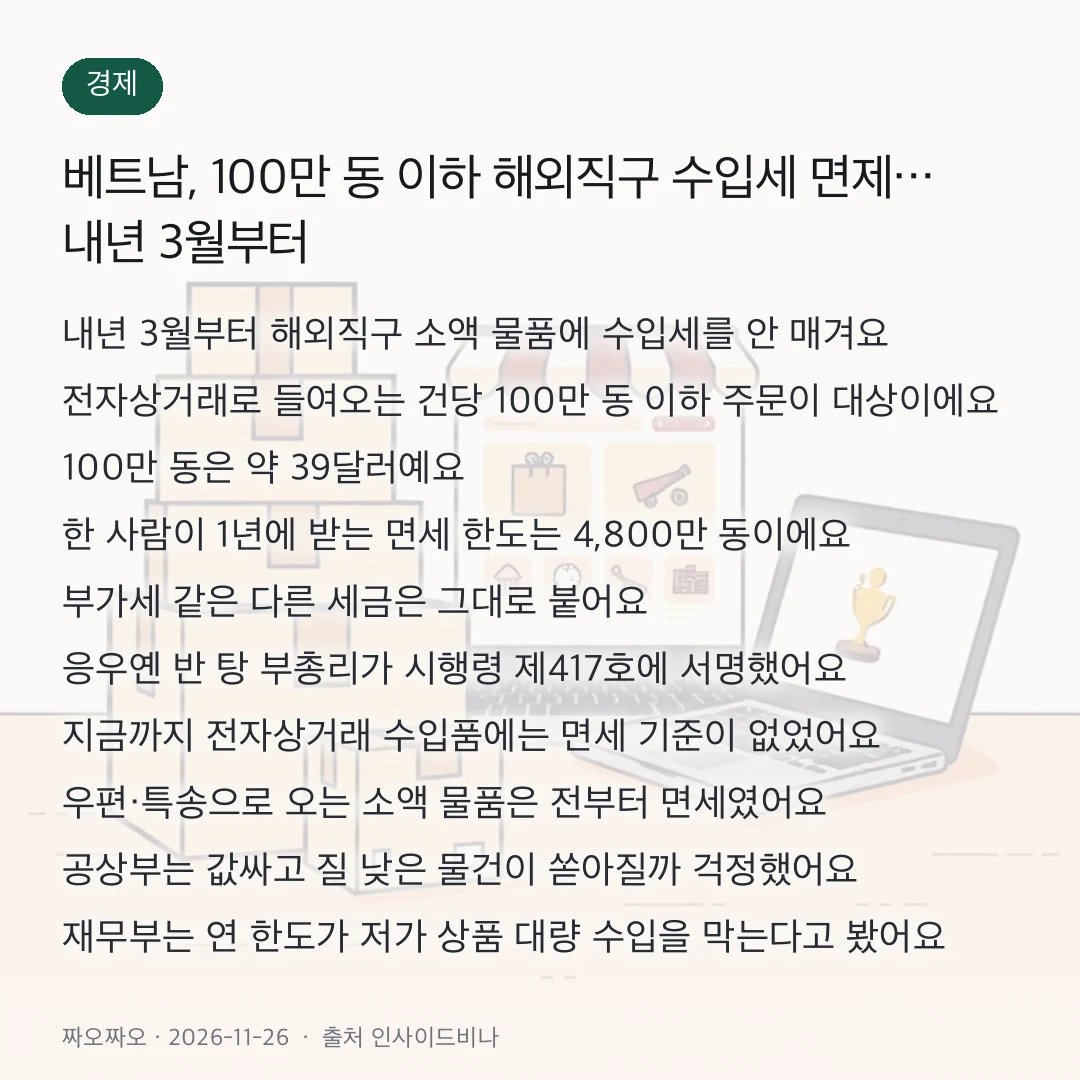 경제
베트남, 100만 동 이하 해외직구 수입세 면제…
내년 3월부터
내년 3월부터 해외직구 소액 물품에 수입세를 안 매겨요
전자상거래로 들여오는 건당 100만 동 이하 주문이 대상이에요
100만 동은 약 39달러예요
한 사람이 1년에 받는 면세 한도는 4,800만 동이에요
부가세 같은 다른 세금은 그대로 붙어요
응우옌 반 탕 부총리가 시행령 제417호에 서명했어요
지금까지 전자상거래 수입품에는 면세 기준이 없었어요
우편·특송으로 오는 소액 물품은 전부터 면세였어요
공상부는 값싸고 질 낮은 물건이 쏟아질까 걱정했어요
재무부는 연 한도가 저가 상품 대량 수입을 막는다고 봤어요
짜오짜오 · 2026-11-26 · 출처 인사이드비나